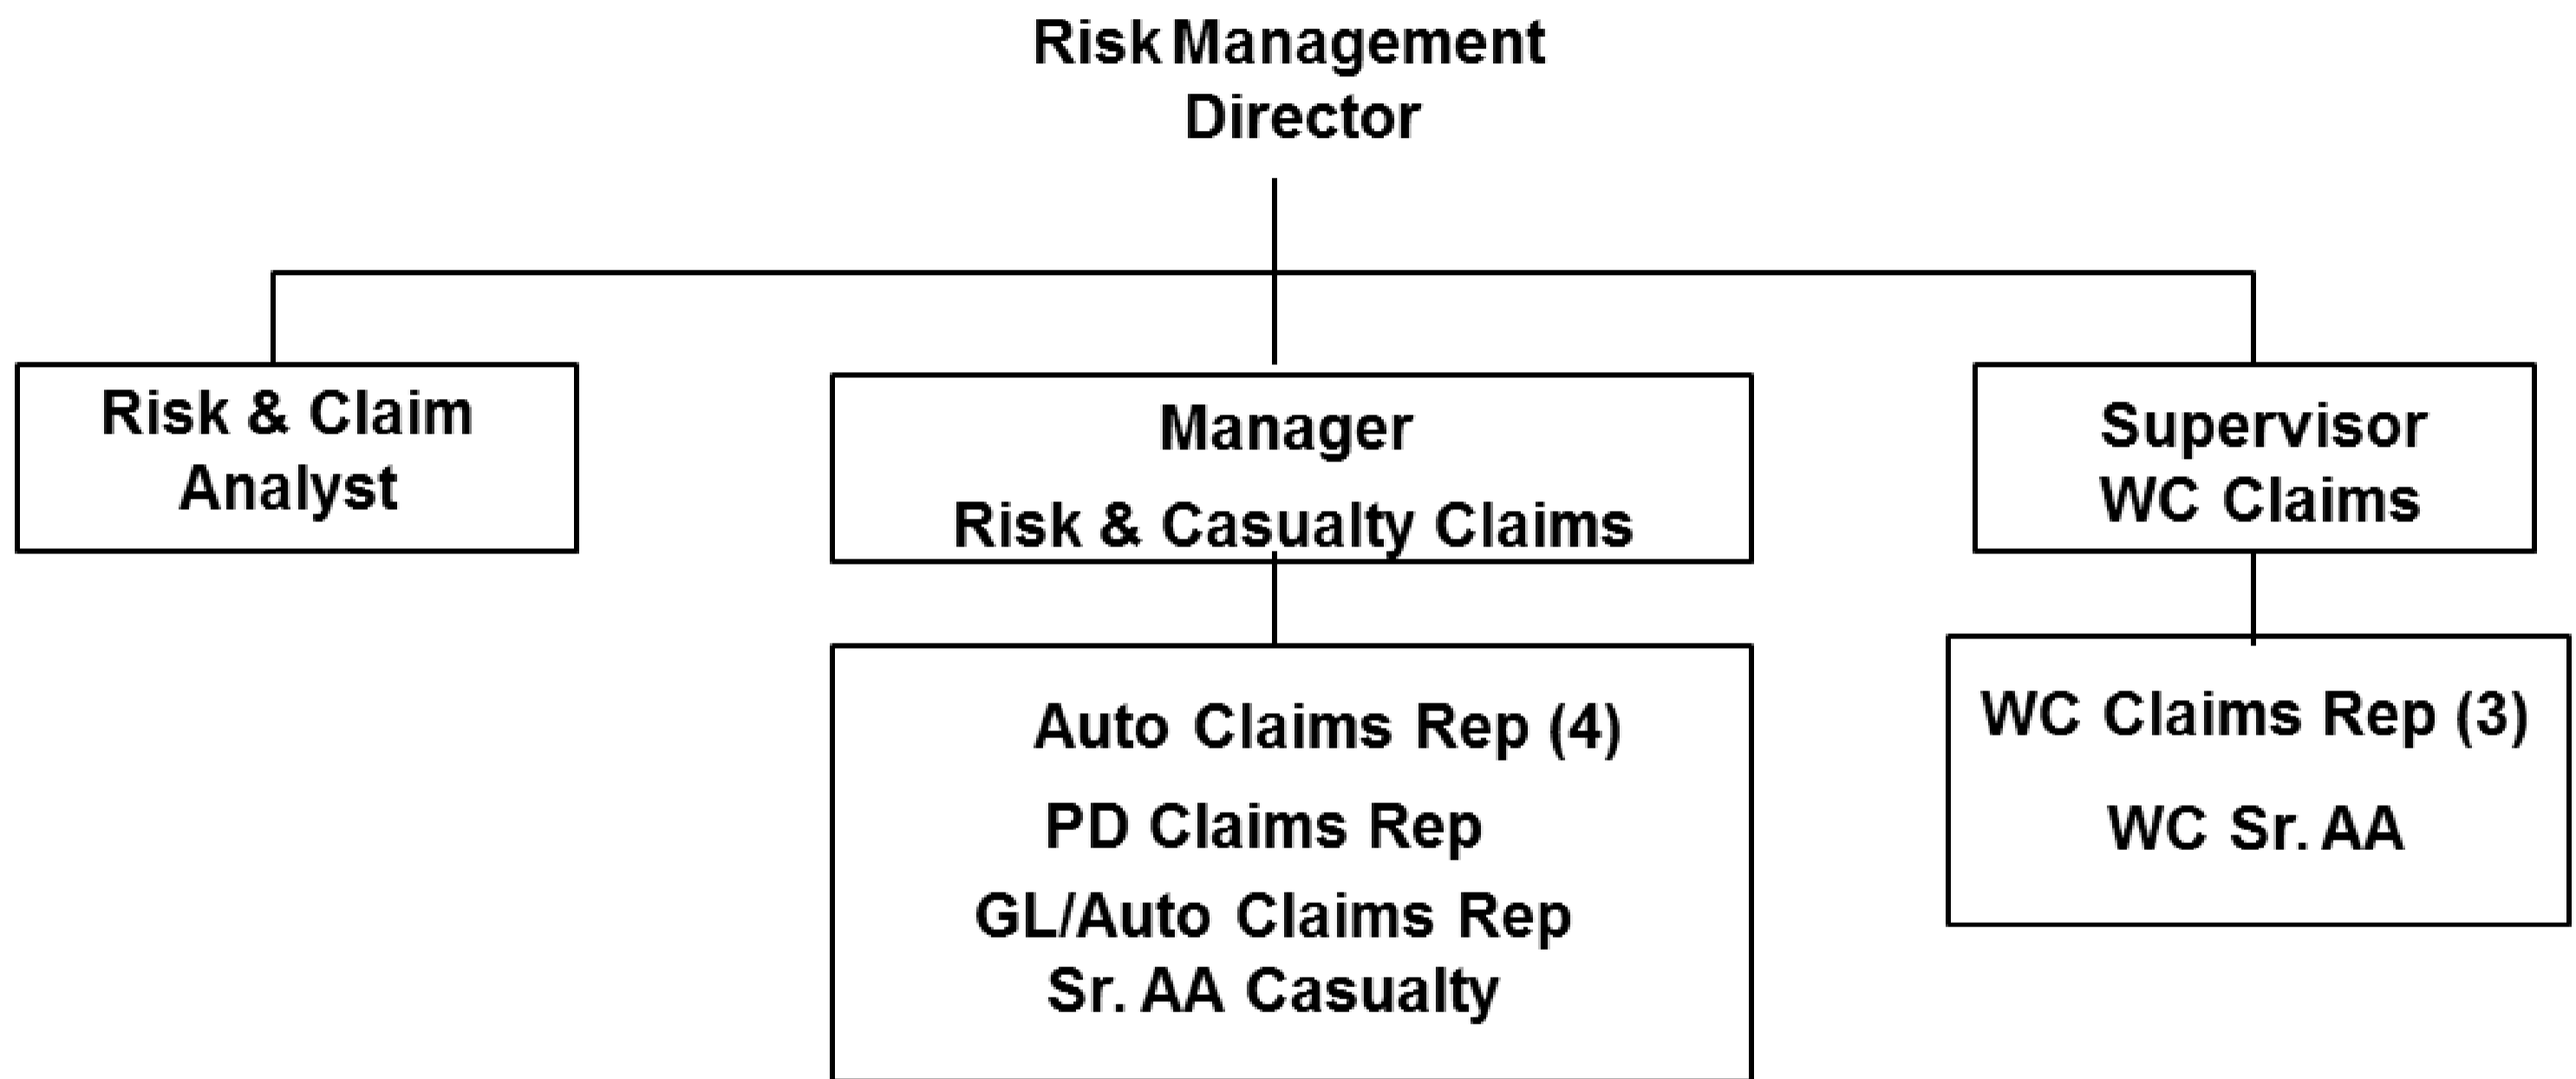 Risk Management
Director
Risk & Claim
Analyst
Manager
Risk & Casualty Claims
Supervisor
WC Claims
Auto Claims Rep (4)
PD Claims Rep
GL/Auto Claims Rep
Sr. AA Casualty
WC Claims Rep (3)
WC Sr. AA